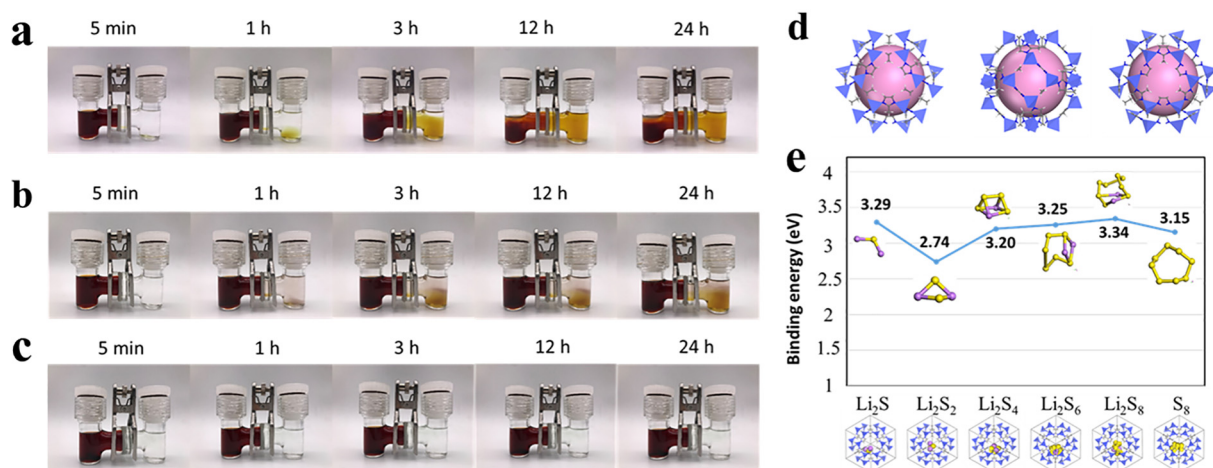 a
5 min 1 h 3 h 12 h 24 h
b
5 min 1 h 3 h 12 h 24 h
c
5 min 1 h 3 h 12 h 24 h
d
e
Binding energy (eV)
4
3.5
3
2.5
2
1.5
1
3.29
2.74
3.20
3.25
3.34
3.15
Li₂S Li₂S₂ Li₂S₄ Li₂S₆ Li₂S₈ S₈